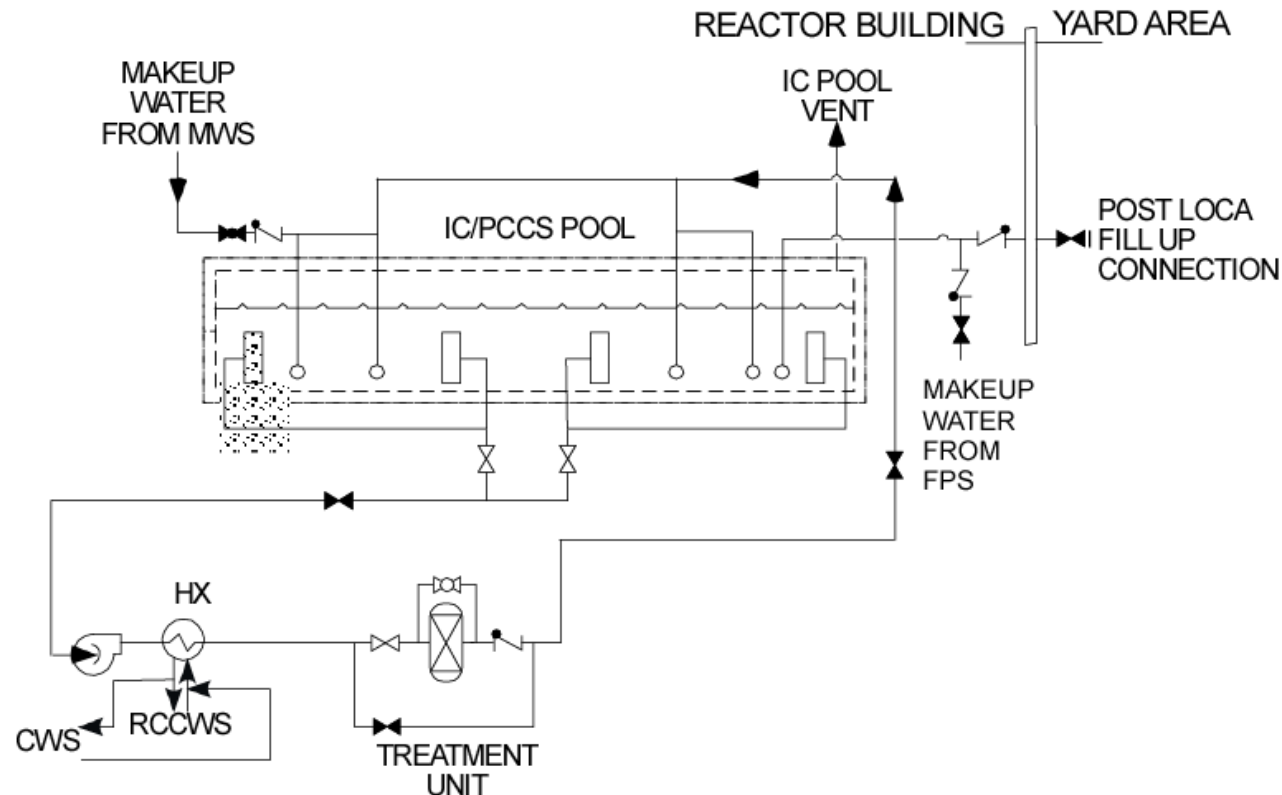 REACTOR BUILDING
YARD AREA
MAKEUP
WATER
FROM MWS
IC POOL
VENT
IC/PCCS POOL
POST LOCA
FILL UP
CONNECTION
MAKEUP
WATER
FROM
FPS
HX
CWS
RCCWS
TREATMENT
UNIT